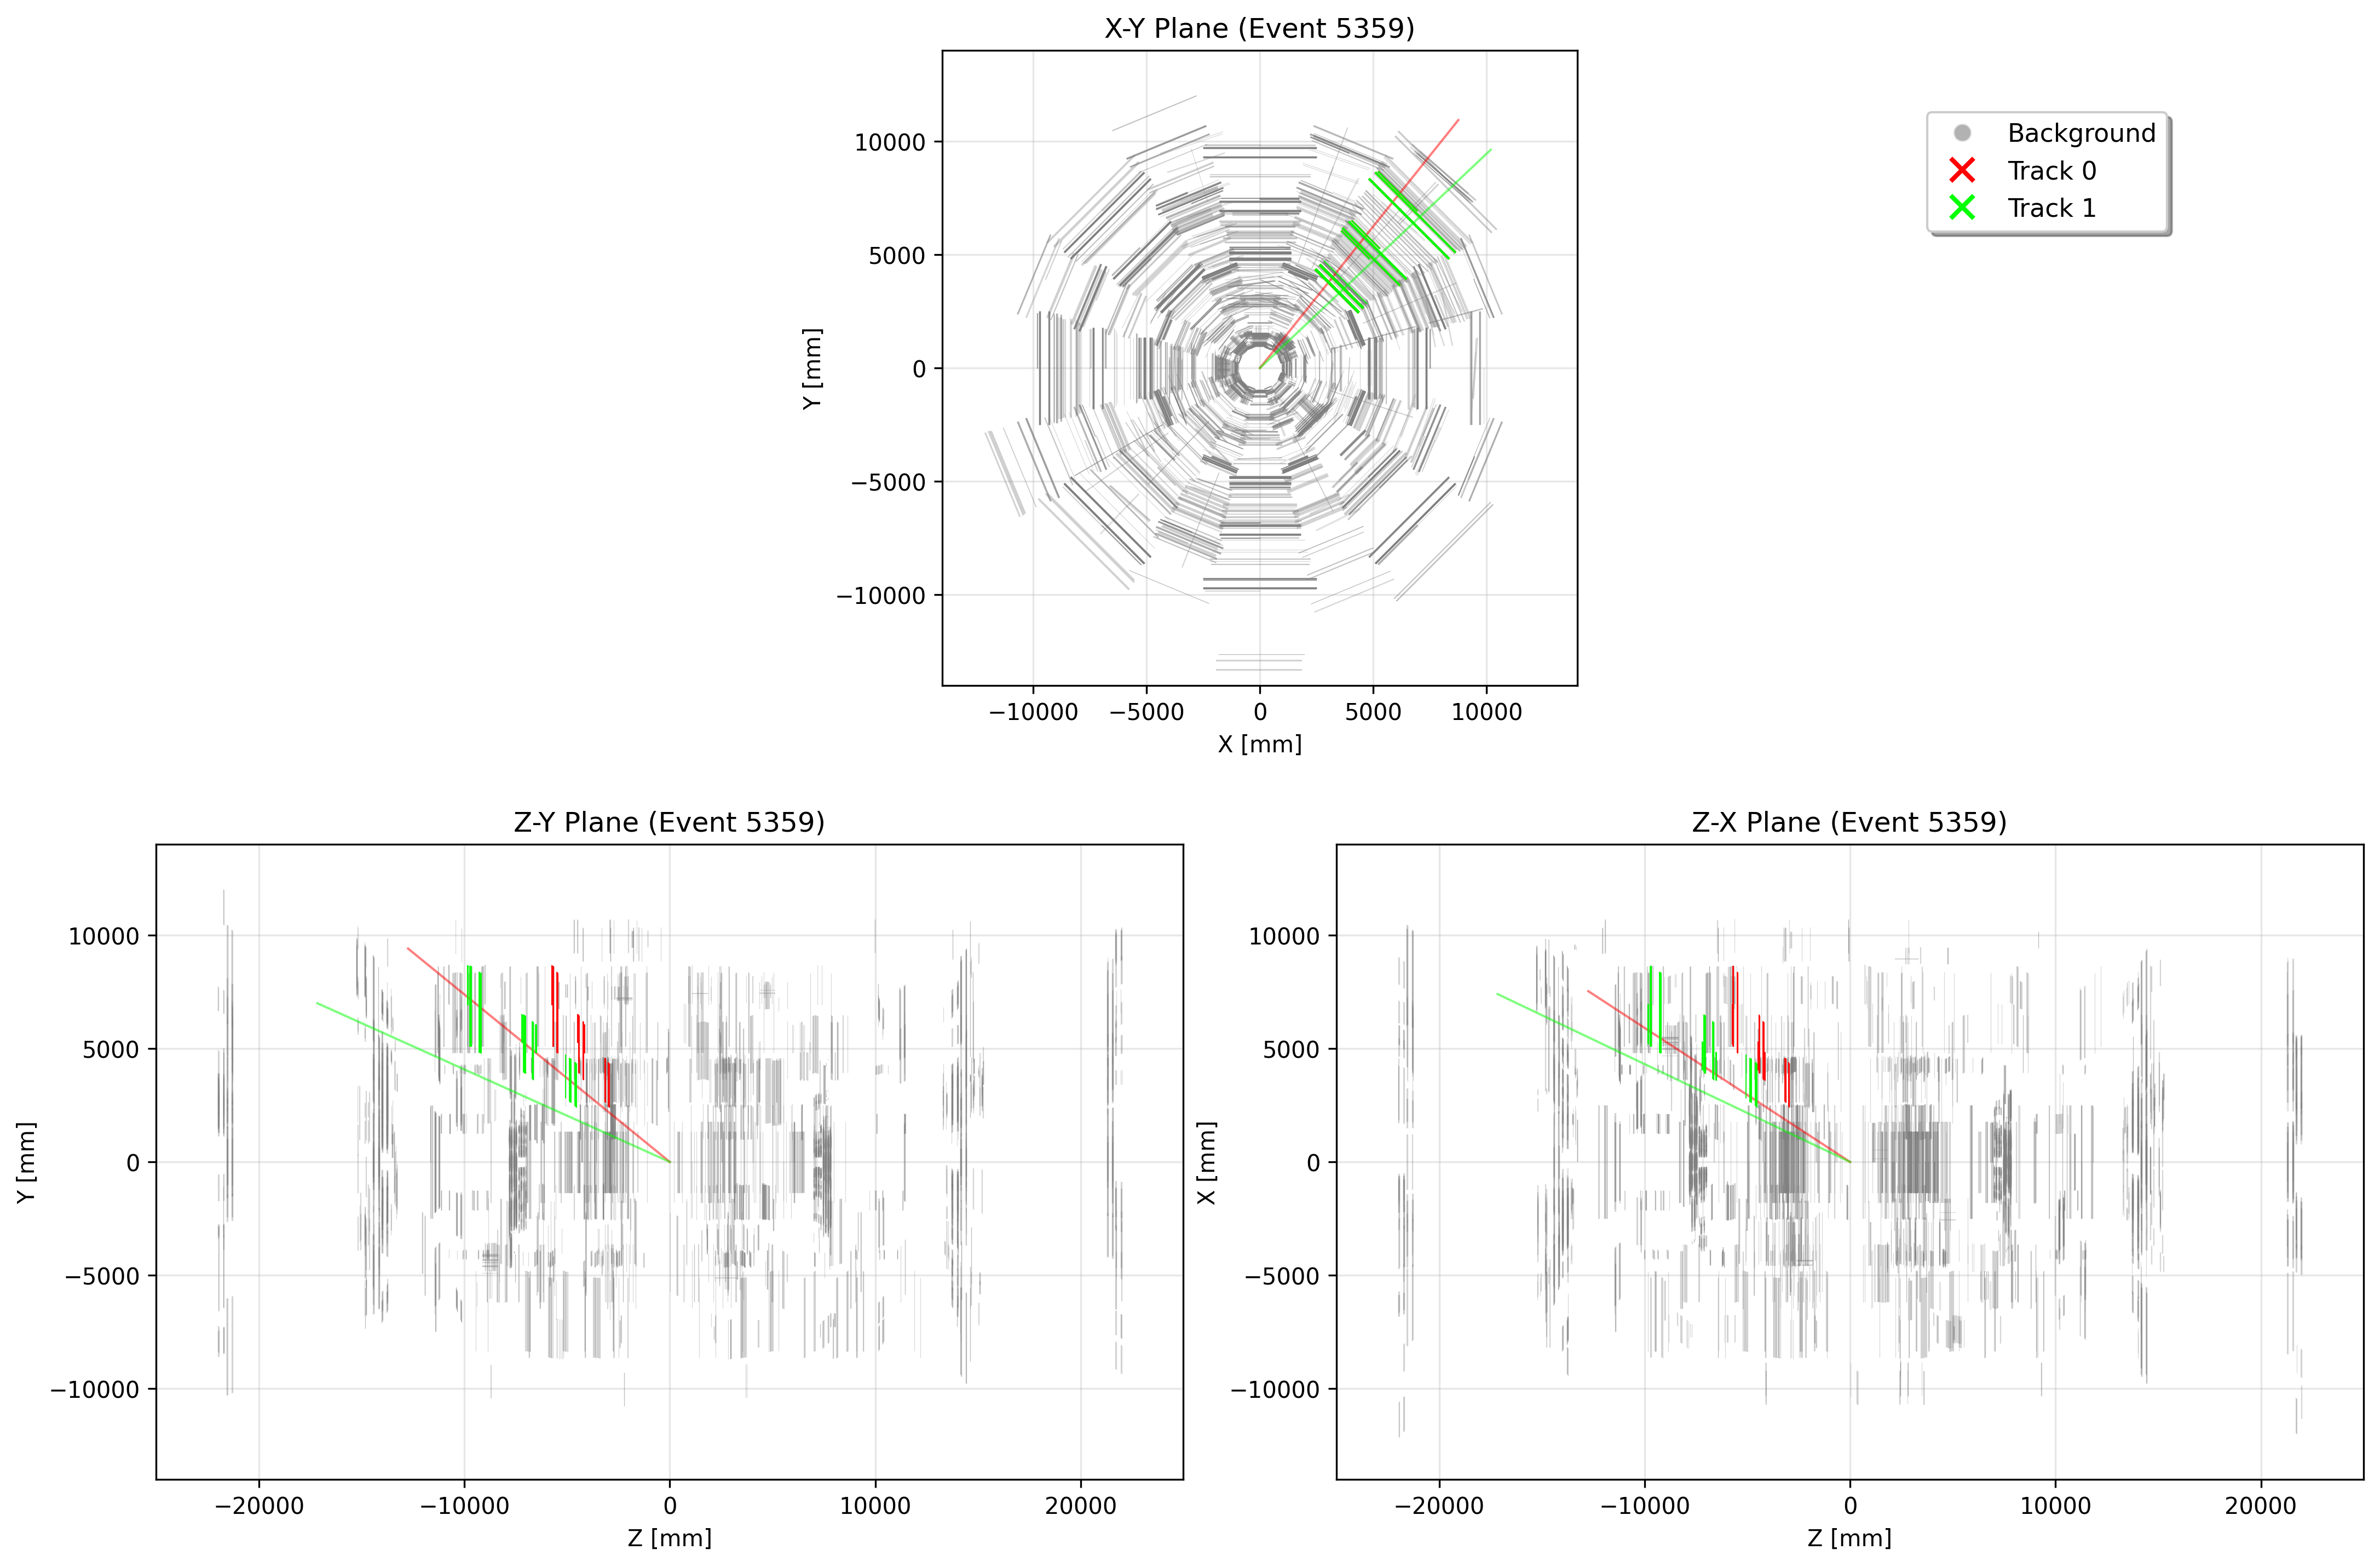 X-Y Plane (Event 5359)
Y [mm]
10000
5000
0
−5000
−10000
−10000 −5000 0 5000 10000
X [mm]
Background
Track 0
Track 1
Z-Y Plane (Event 5359)
Y [mm]
10000
5000
0
−5000
−10000
−20000 −10000 0 10000 20000
Z [mm]
Z-X Plane (Event 5359)
X [mm]
10000
5000
0
−5000
−10000
−20000 −10000 0 10000 20000
Z [mm]